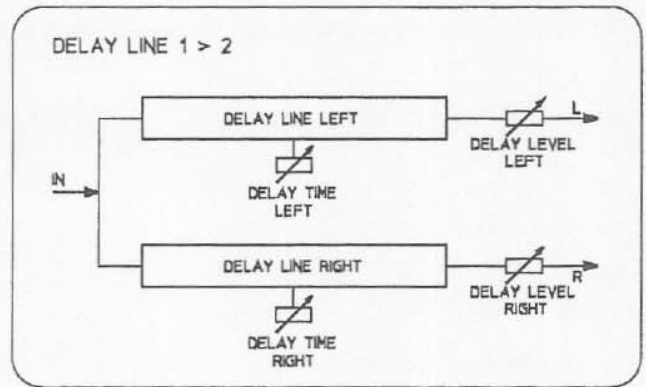 DELAY LINE 1 > 2
DELAY LINE LEFT
L
DELAY LEVEL
LEFT
DELAY TIME
LEFT
IN
DELAY LINE RIGHT
R
DELAY LEVEL
RIGHT
DELAY TIME
RIGHT